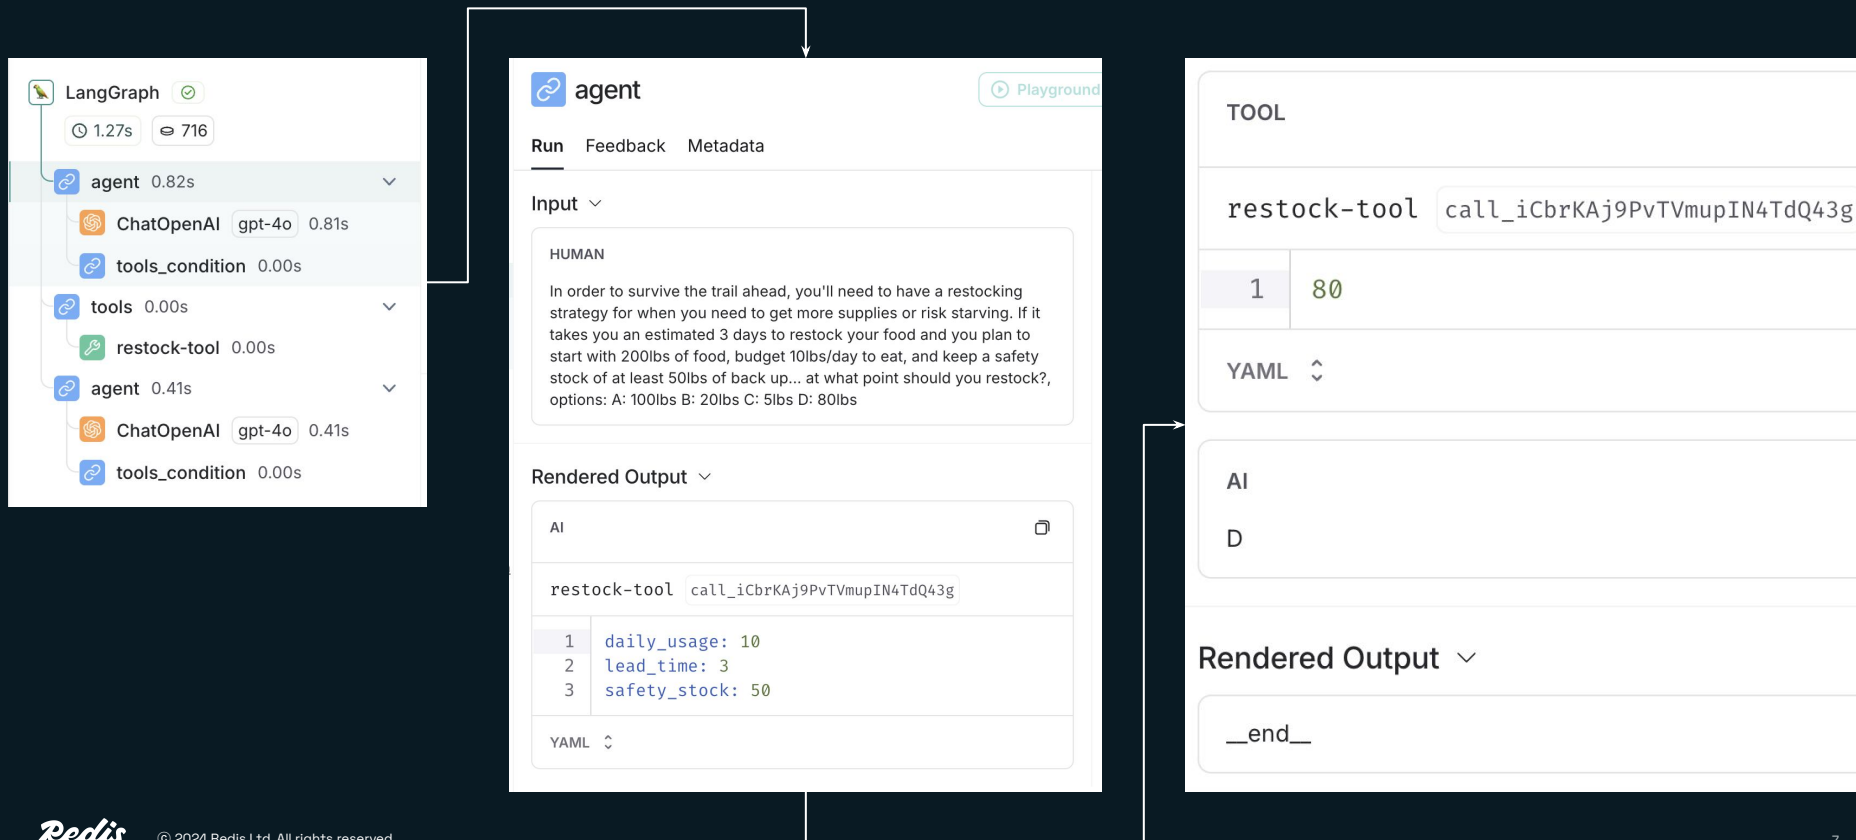 LangGraph
1.27s 716
agent 0.82s
ChatOpenAI gpt-4o 0.81s
tools_condition 0.00s
tools 0.00s
restock-tool 0.00s
agent 0.41s
ChatOpenAI gpt-4o 0.41s
tools_condition 0.00s
agent
Playground
Run Feedback Metadata
Input
HUMAN
In order to survive the trail ahead, you'll need to have a restocking
strategy for when you need to get more supplies or risk starving. If it
takes you an estimated 3 days to restock your food and you plan to
start with 200lbs of food, budget 10lbs/day to eat, and keep a safety
stock of at least 50lbs of back up... at what point should you restock?,
options: A: 100lbs B: 20lbs C: 5lbs D: 80lbs
Rendered Output
AI
restock-tool call_iCbrKAj9PvTVmupIN4TdQ43g
1 daily_usage: 10
2 lead_time: 3
3 safety_stock: 50
YAML
TOOL
restock-tool call_iCbrKAj9PvTVmupIN4TdQ43g
1 80
YAML
AI
D
Rendered Output
__end__
Redis © 2024 Redis Ltd. All rights reserved
7